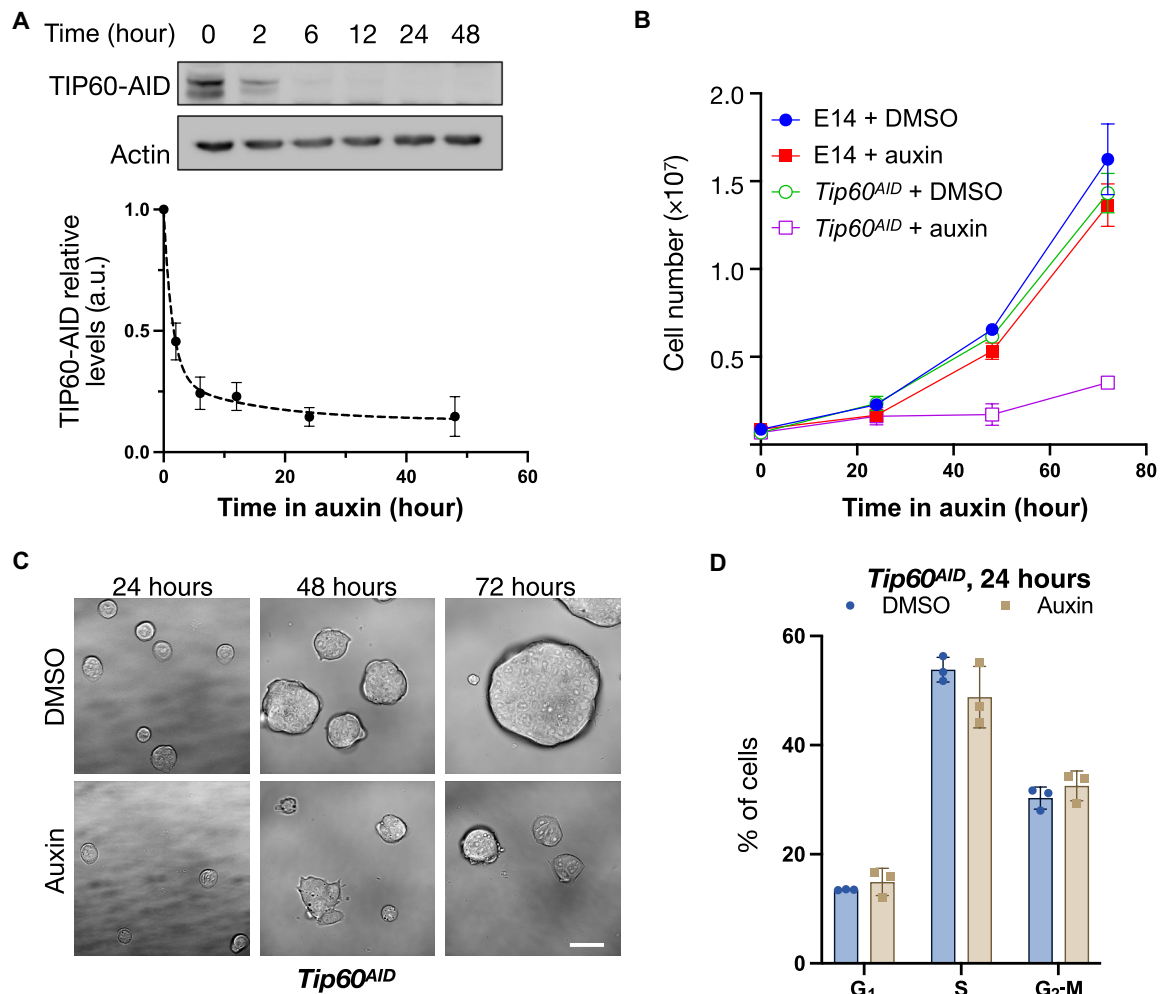 A
Time (hour) 0 2 6 12 24 48
TIP60-AID
Actin
TIP60-AID relative
levels (a.u.)
1.0
0.5
0.0
0 20 40 60
Time in auxin (hour)
B
Cell number (×10⁷)
2.0
1.5
1.0
0.5
E14 + DMSO
E14 + auxin
Tip60ᴬᴵᴰ + DMSO
Tip60ᴬᴵᴰ + auxin
0 20 40 60 80
Time in auxin (hour)
C
24 hours 48 hours 72 hours
DMSO
Auxin
Tip60ᴬᴵᴰ
D
Tip60ᴬᴵᴰ, 24 hours
DMSO Auxin
% of cells
60
40
20
0
G₁ S G₂-M